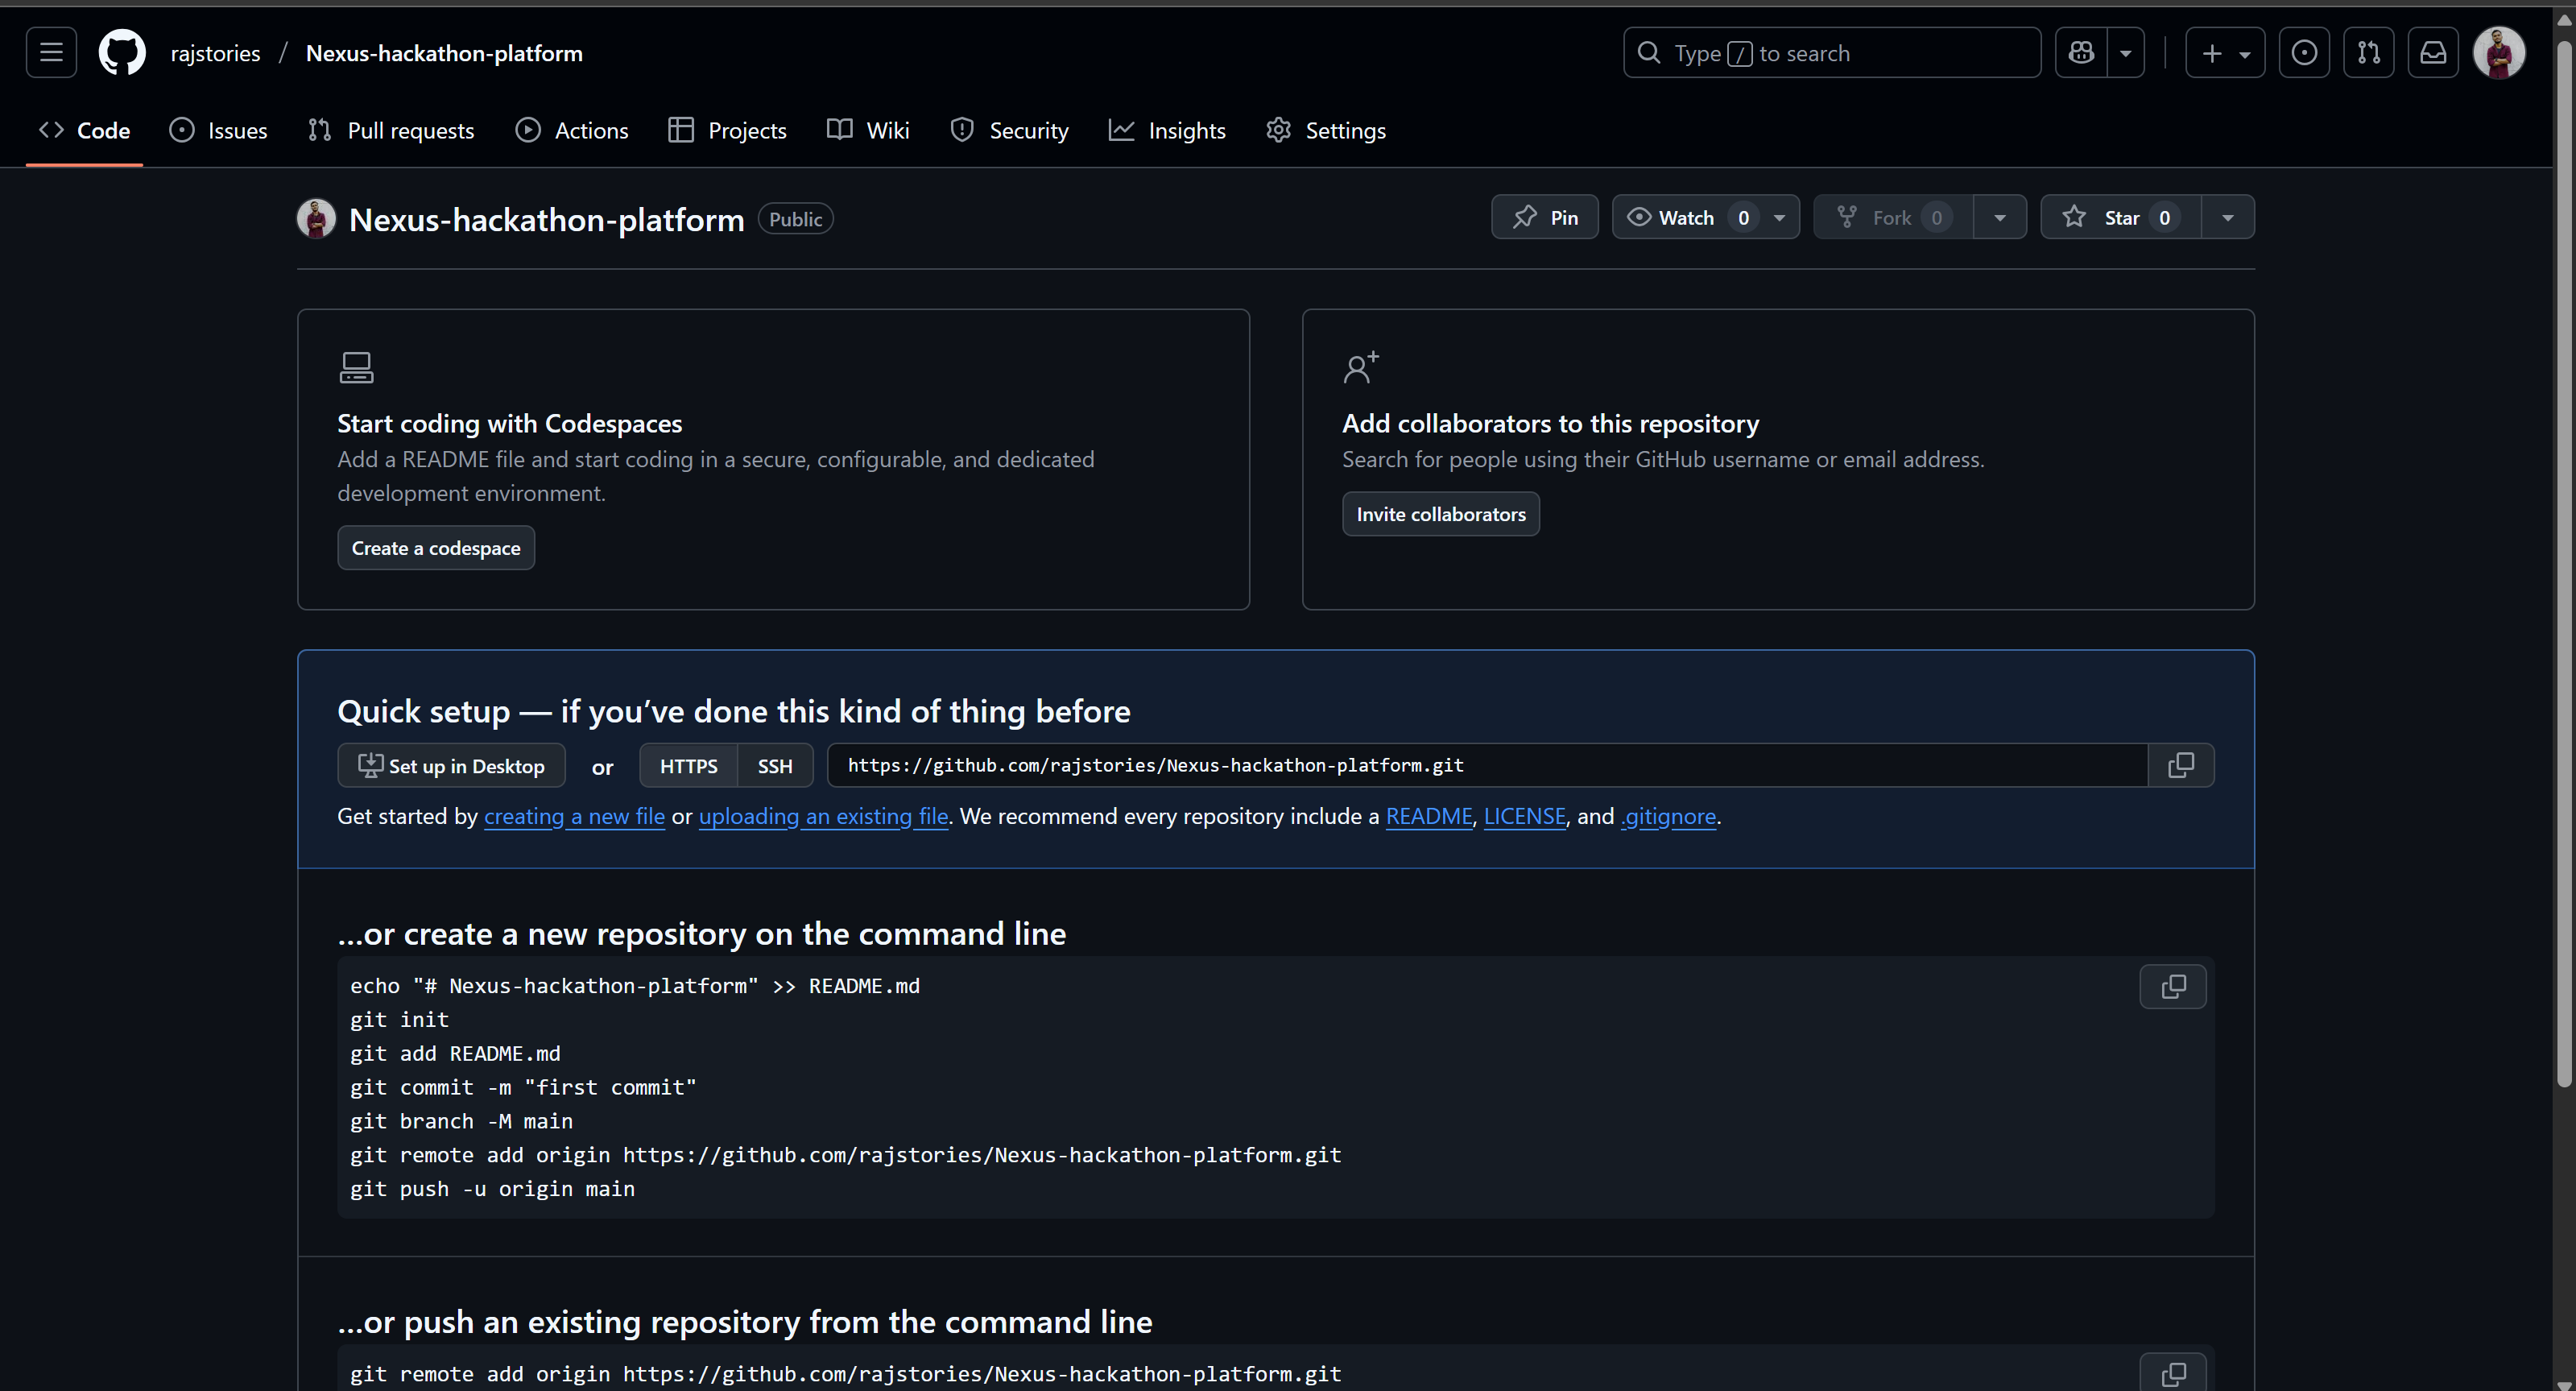 rajstories / Nexus-hackathon-platform
Type / to search
Code Issues Pull requests Actions Projects Wiki Security Insights Settings
Nexus-hackathon-platform Public
Pin Watch 0 Fork 0 Star 0
Start coding with Codespaces
Add a README file and start coding in a secure, configurable, and dedicated
development environment.
Create a codespace
Add collaborators to this repository
Search for people using their GitHub username or email address.
Invite collaborators
Quick setup — if you’ve done this kind of thing before
Set up in Desktop or HTTPS SSH https://github.com/rajstories/Nexus-hackathon-platform.git
Get started by creating a new file or uploading an existing file. We recommend every repository include a README, LICENSE, and .gitignore.
…or create a new repository on the command line
echo "# Nexus-hackathon-platform" >> README.md
git init
git add README.md
git commit -m "first commit"
git branch -M main
git remote add origin https://github.com/rajstories/Nexus-hackathon-platform.git
git push -u origin main
…or push an existing repository from the command line
git remote add origin https://github.com/rajstories/Nexus-hackathon-platform.git